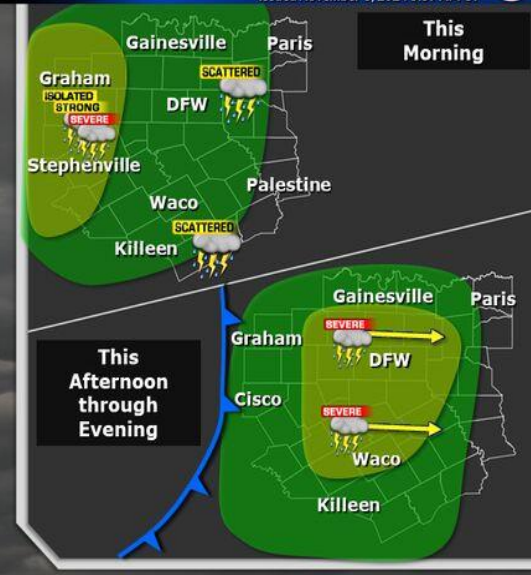 This
Morning
Gainesville
Paris
Graham
SCATTERED
ISOLATED
STRONG
SEVERE
DFW
Stephenville
Palestine
Waco
SCATTERED
Killeen
This
Afternoon
through
Evening
Gainesville
Paris
SEVERE
Graham
DFW
Cisco
SEVERE
Waco
Killeen